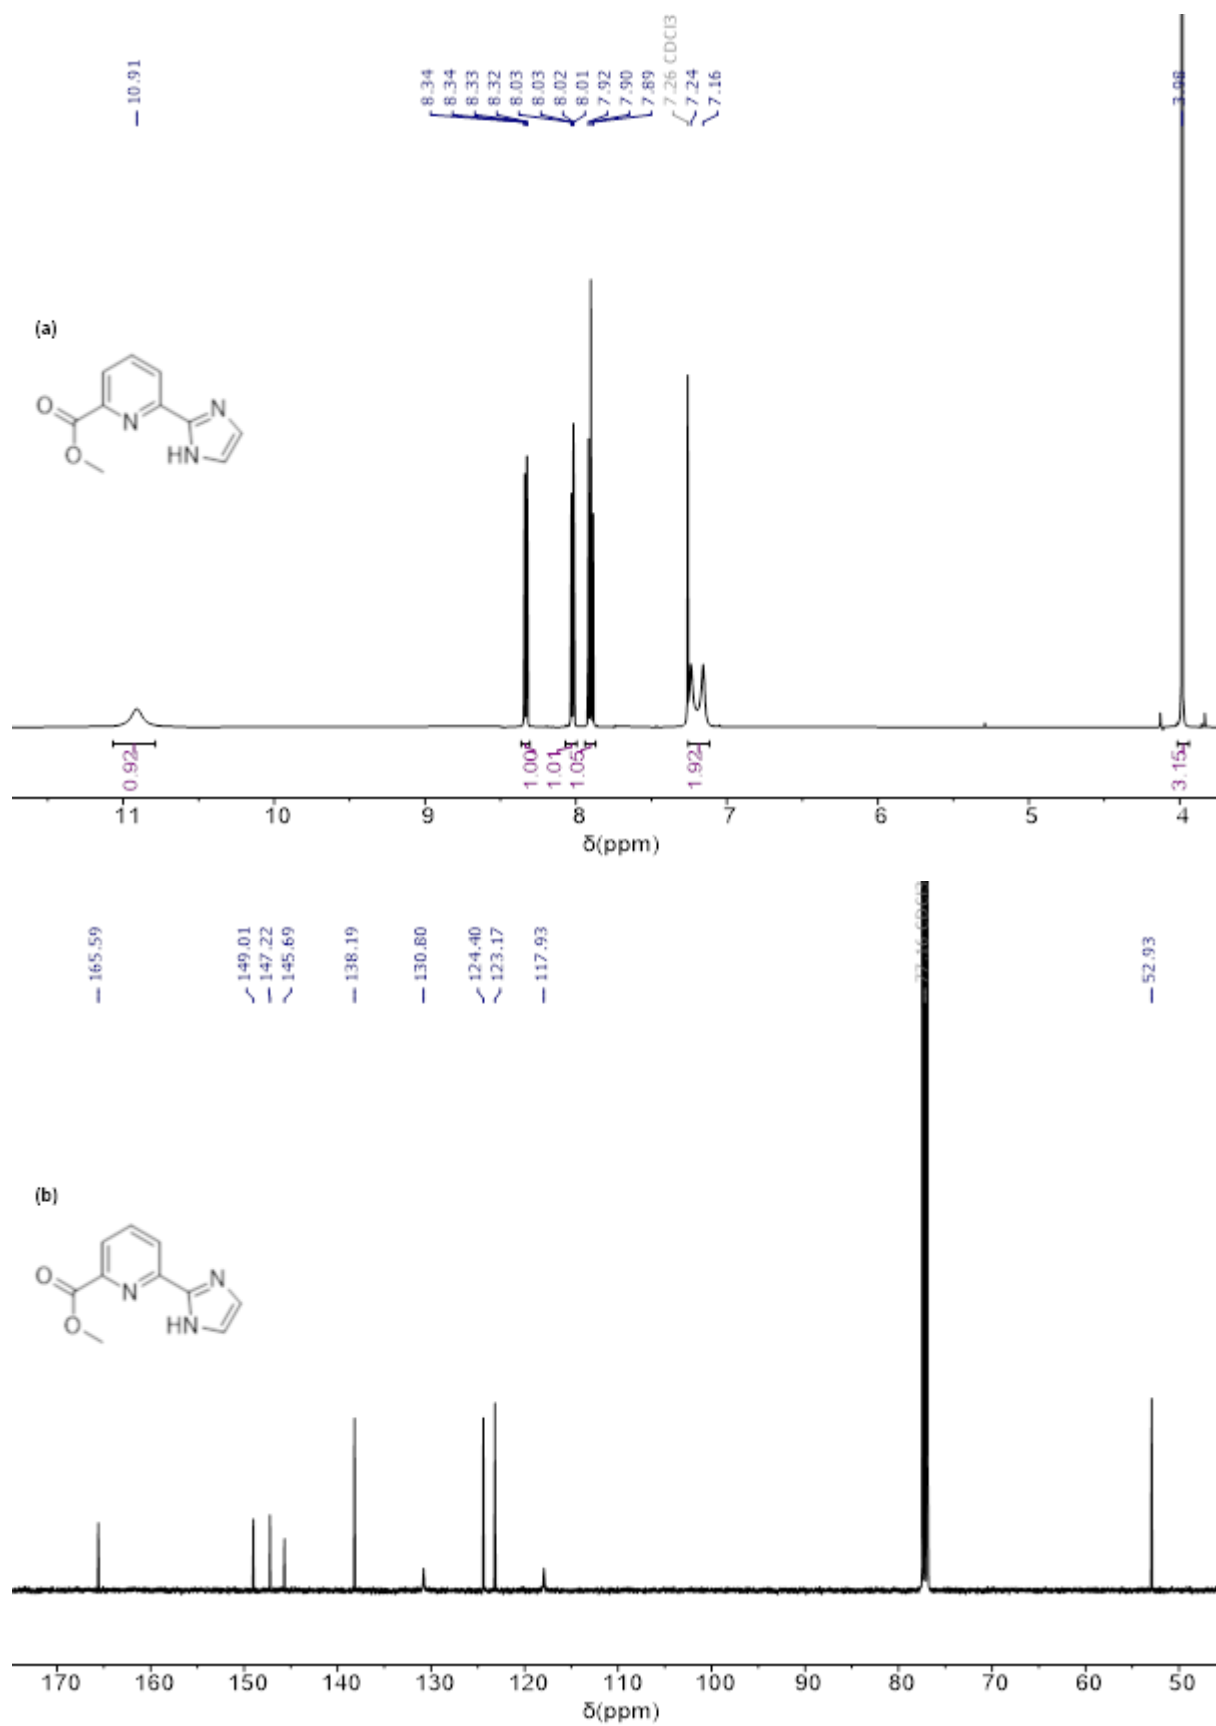 10.91
8.34
8.34
8.33
8.32
8.03
8.03
8.02
8.01
7.92
7.90
7.89
7.26 CDCl3
7.24
7.16
3.98
(a)
O
N
N
O
HN
0.92
1.00
1.01
1.05
1.92
3.15
11 10 9 8 7 6 5 4
δ(ppm)
165.59
149.01
147.22
145.69
138.19
130.80
124.40
123.17
117.93
77.16 CDCl3
52.93
(b)
O
N
N
O
HN
170 160 150 140 130 120 110 100 90 80 70 60 50
δ(ppm)